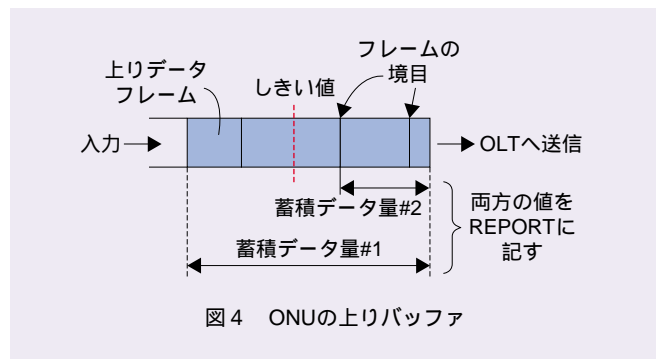 フレームの
境目
上りデータ
フレーム
しきい値
入力
OLTへ送信
蓄積データ量#2
蓄積データ量#1
両方の値を
REPORTに
記す
図4 ONUの上りバッファ